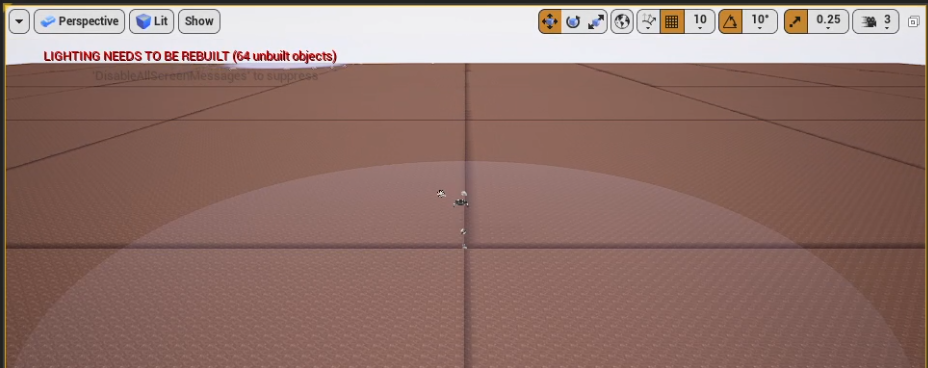 Perspective Lit Show 10 10° 0.25 3
LIGHTING NEEDS TO BE REBUILT (64 unbuilt objects)
'DisableAllScreenMessages' to suppress